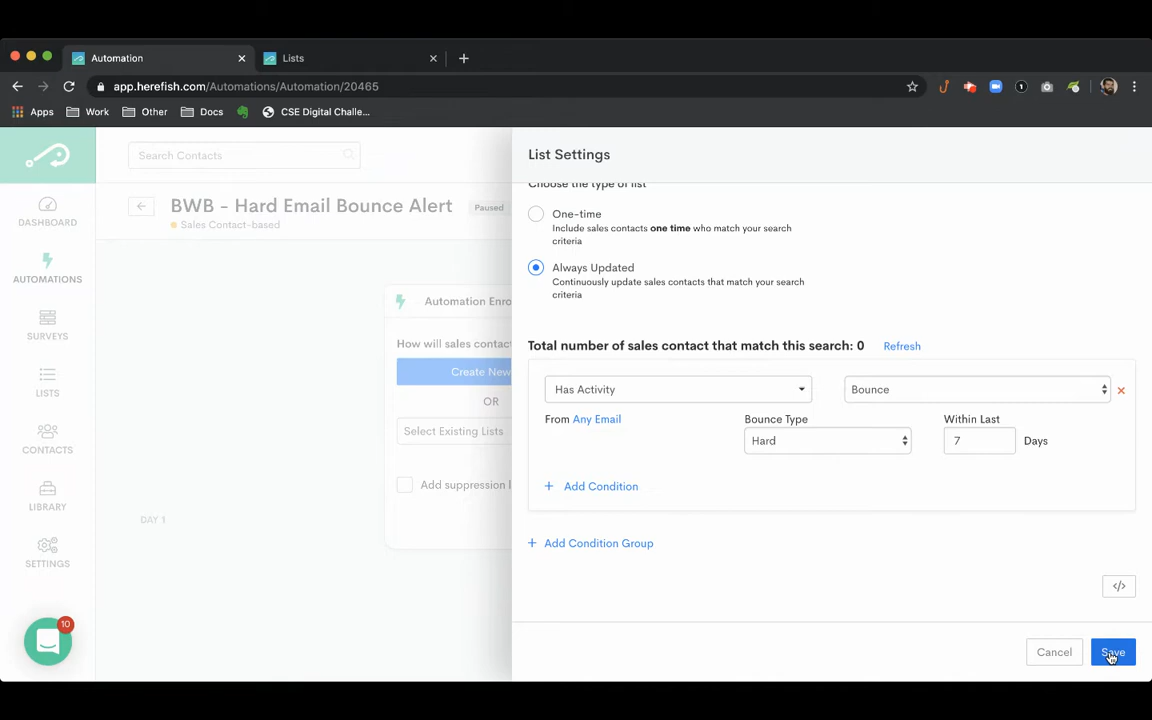 Automation
Lists
app.herefish.com/Automations/Automation/20465
Apps
Work
Other
Docs
CSE Digital Challe...
Search Contacts
DASHBOARD
AUTOMATIONS
SURVEYS
LISTS
CONTACTS
LIBRARY
SETTINGS
10
BWB - Hard Email Bounce Alert
Paused
Sales Contact-based
Automation Enro
How will sales contact
Create New
OR
Select Existing Lists
Add suppression l
DAY 1
List Settings
Choose the type of list
One-time
Include sales contacts one time who match your search
criteria
Always Updated
Continuously update sales contacts that match your search
criteria
Total number of sales contact that match this search: 0 Refresh
Has Activity
Bounce
From Any Email
Bounce Type
Within Last
Hard
7
Days
+ Add Condition
+ Add Condition Group
</>
Cancel
Save